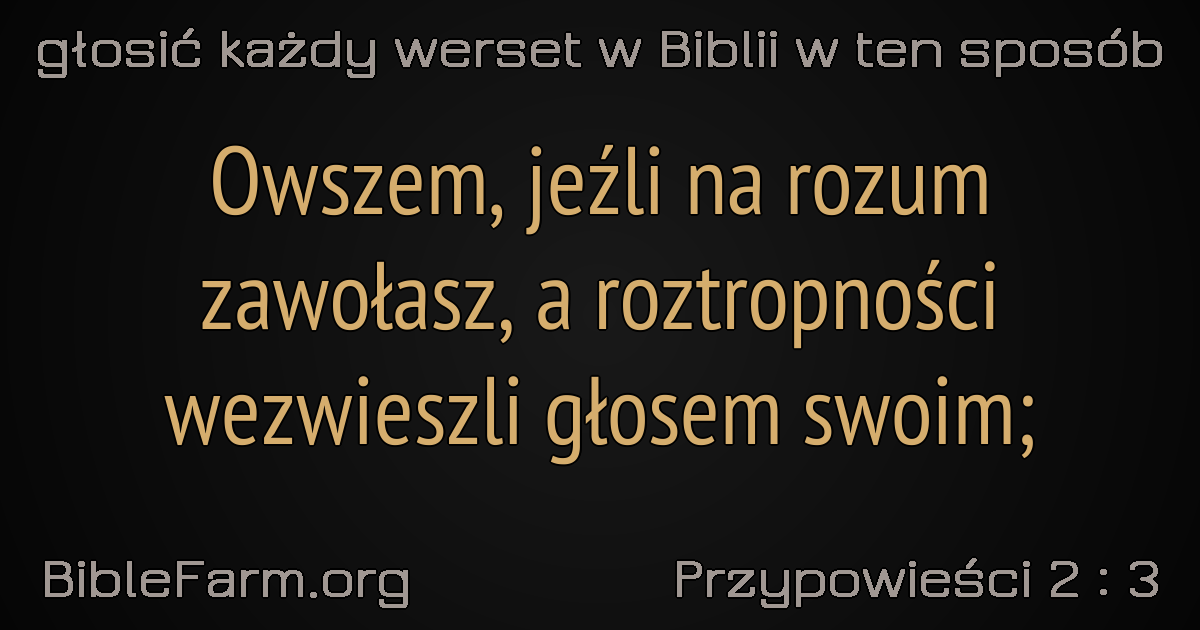 głosić każdy werset w Biblii w ten sposób
Owszem, jeźli na rozum
zawołasz, a roztropności
wezwieszli głosem swoim;
BibleFarm.org
Przypowieści 2 : 3